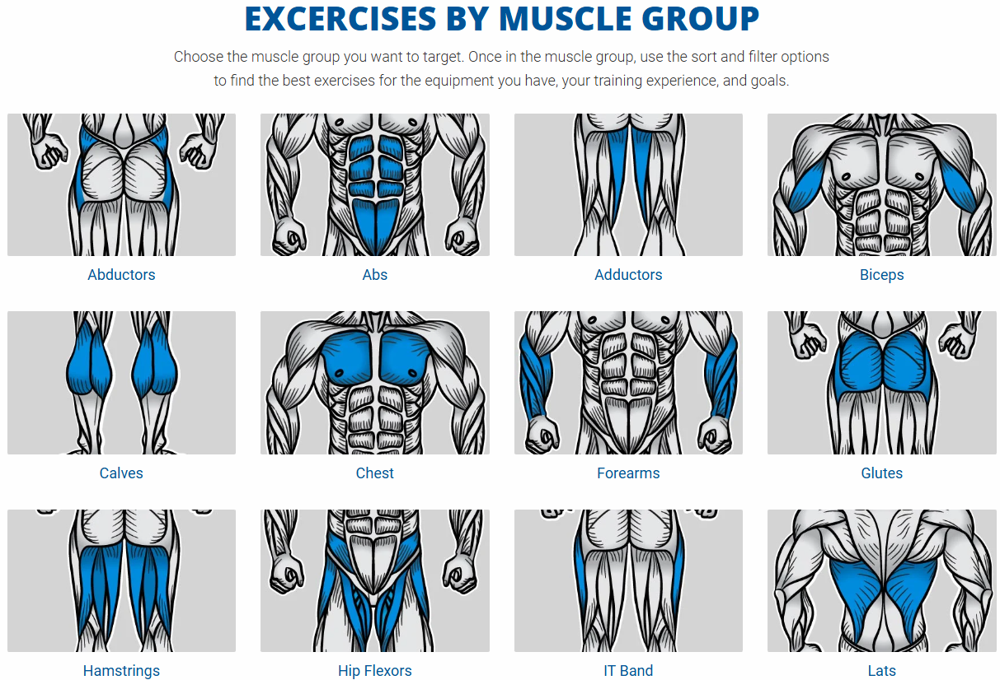 EXCERCISES BY MUSCLE GROUP
Choose the muscle group you want to target. Once in the muscle group, use the sort and filter options
to find the best exercises for the equipment you have, your training experience, and goals.
Abductors
Abs
Adductors
Biceps
Calves
Chest
Forearms
Glutes
Hamstrings
Hip Flexors
IT Band
Lats